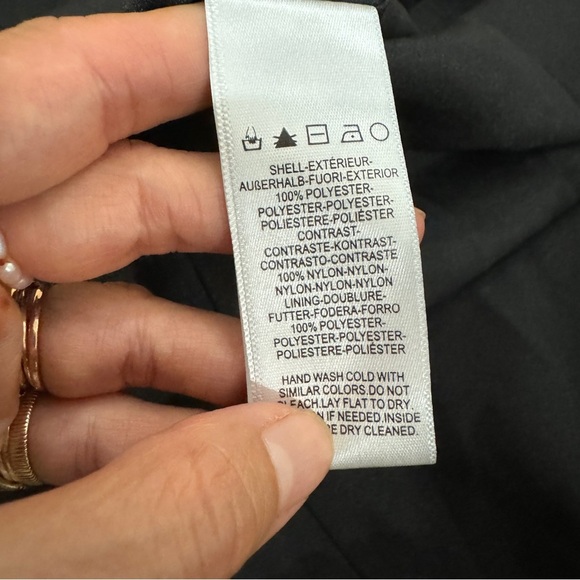 SHELL-EXTÉRIEUR-
AUßERHALB-FUORI-EXTERIOR
100% POLYESTER-
POLYESTER-POLYESTER-
POLIESTERE-POLIÉSTER
CONTRAST-
CONTRASTE-KONTRAST-
CONTRASTO-CONTRASTE
100% NYLON-NYLON-
NYLON-NYLON-NYLON
LINING-DOUBLURE-
FUTTER-FODERA-FORRO
100% POLYESTER-
POLYESTER-POLYESTER-
POLIESTERE-POLIÉSTER
HAND WASH COLD WITH
SIMILAR COLORS.DO NOT
LAY FLAT TO DRY.
IF NEEDED.INSIDE
DRY CLEANED.